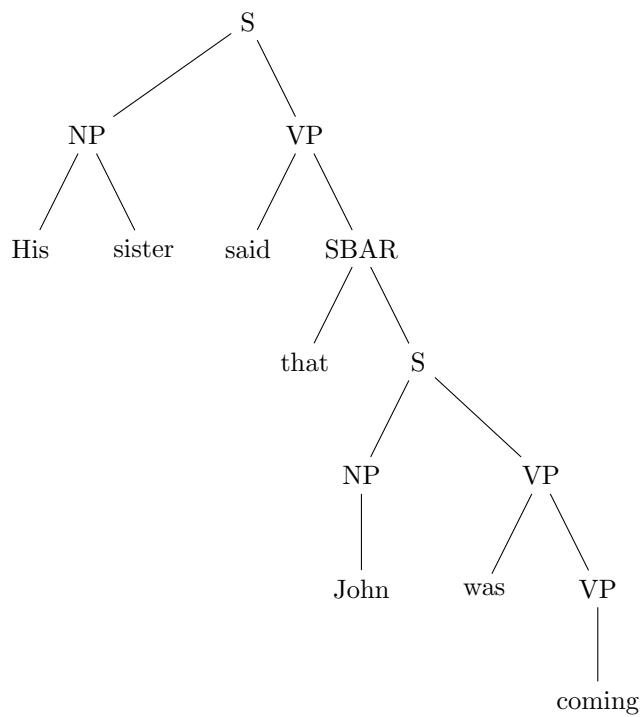 S
NP VP
His sister said SBAR
that S
NP VP
John was VP
coming